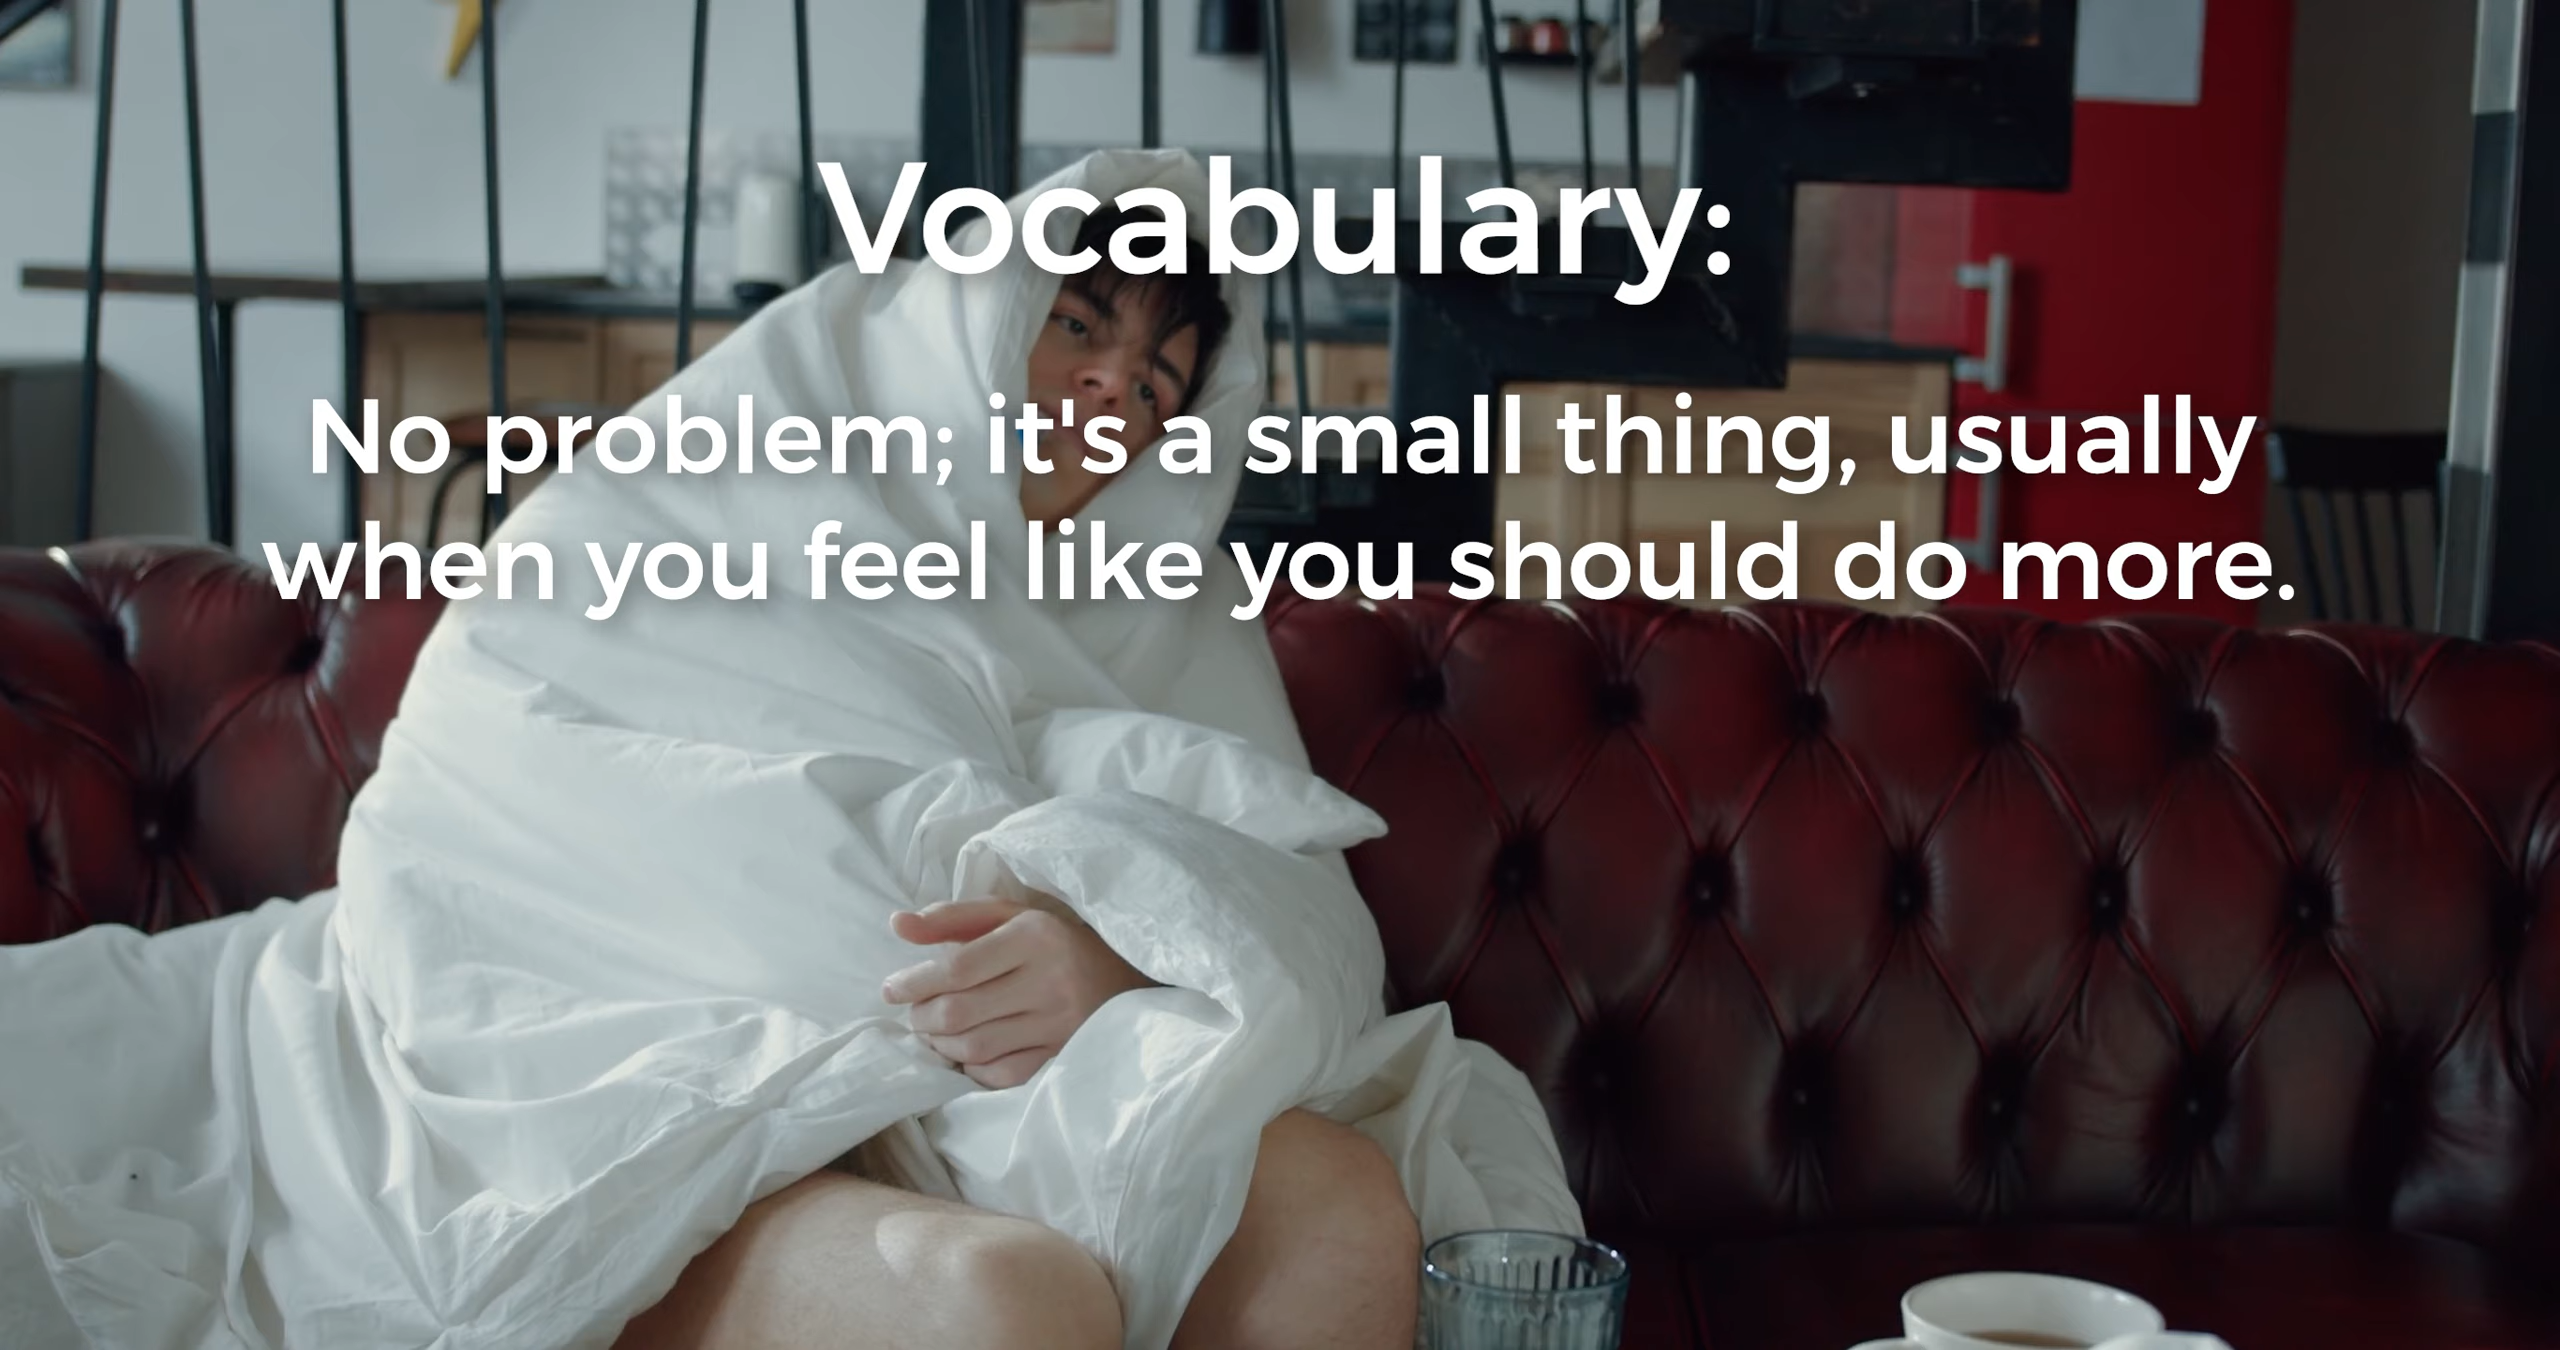 Vocabulary:
No problem; it's a small thing, usually
when you feel like you should do more.